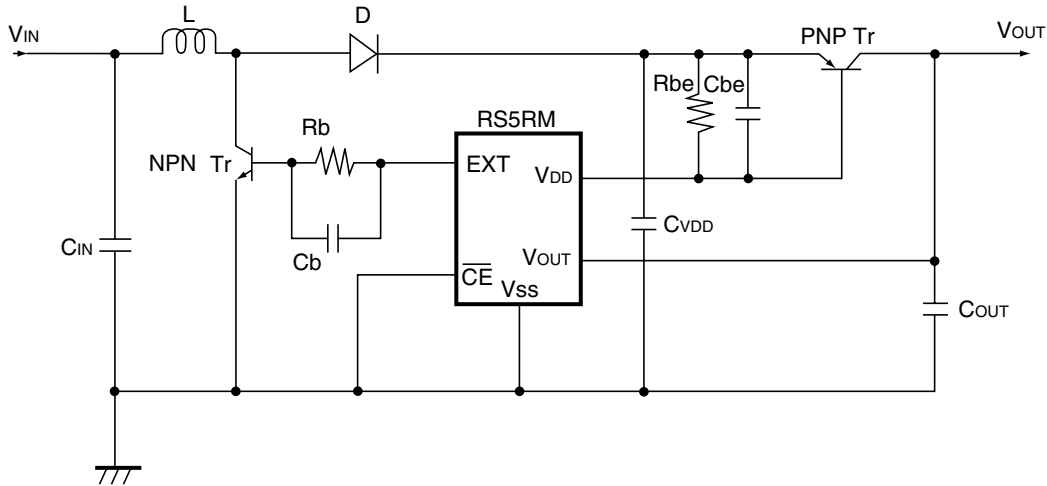 L
D
VIN
PNP Tr
VOUT
Rbe
Cbe
RS5RM
Rb
EXT
NPN Tr
VDD
CVDD
CIN
Cb
VOUT
CE
Vss
COUT